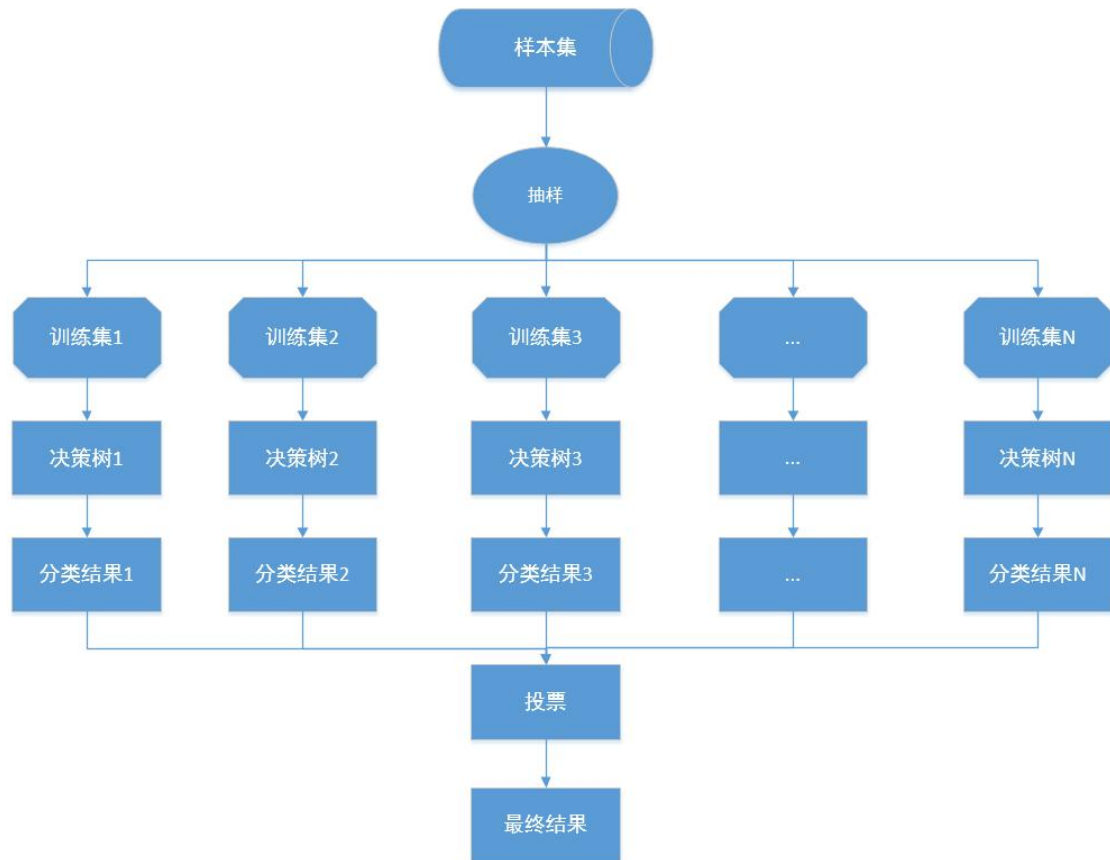 样本集
抽样
训练集1
训练集2
训练集3
...
训练集N
决策树1
决策树2
决策树3
...
决策树N
分类结果1
分类结果2
分类结果3
...
分类结果N
投票
最终结果